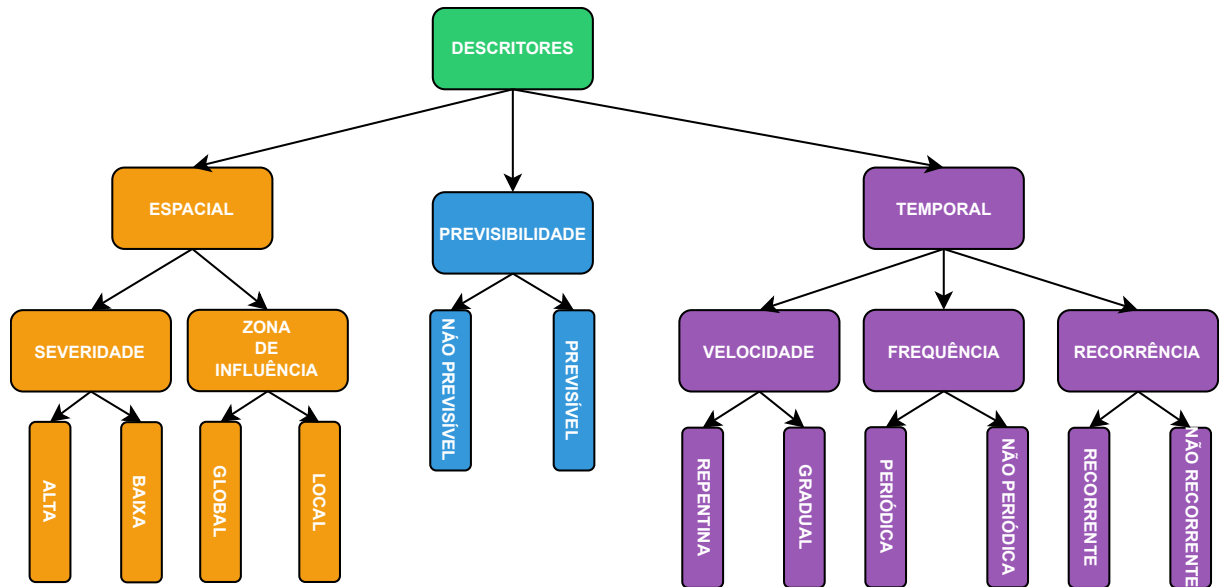 DESCRITORES
ESPACIAL
PREVISIBILIDADE
TEMPORAL
SEVERIDADE
ZONA
DE
INFLUÊNCIA
NÁO PREVISÍVEL
PREVISÍVEL
VELOCIDADE
FREQUÊNCIA
RECORRÊNCIA
ALTA
BAIXA
GLOBAL
LOCAL
REPENTINA
GRADUAL
PERIÓDICA
NÃO PERIÓDICA
RECORRENTE
NÃO RECORRENTE